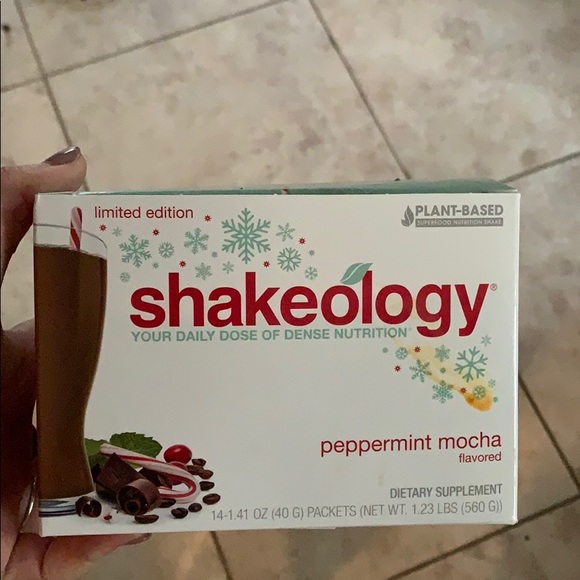 limited edition
PLANT-BASED
SUPERFOOD NUTRITION SHAKE
shakeology®
YOUR DAILY DOSE OF DENSE NUTRITION®
peppermint mocha
flavored
DIETARY SUPPLEMENT
14-1.41 OZ (40 G) PACKETS (NET WT. 1.23 LBS (560 G))